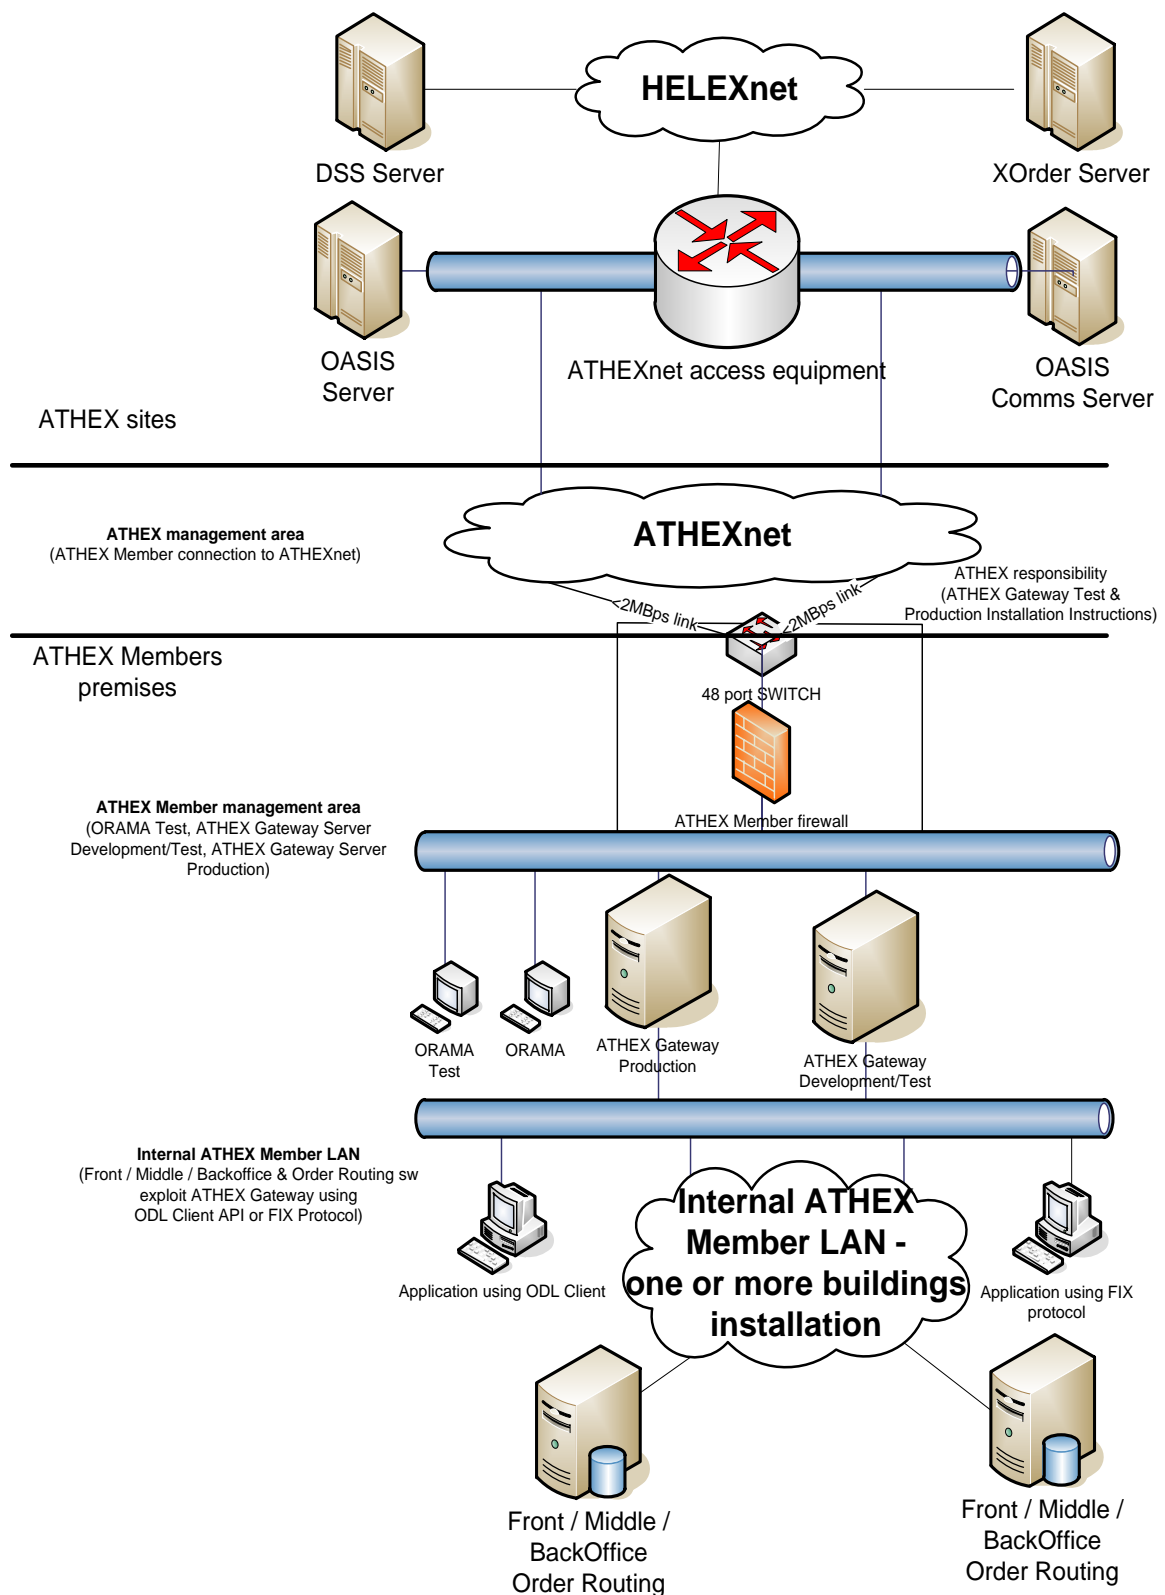 HELEXnet
DSS Server
XOrder Server
OASIS
Server
ATHEXnet access equipment
OASIS
Comms Server
ATHEX sites
ATHEX management area
(ATHEX Member connection to ATHEXnet)
ATHEXnet
ATHEX responsibility
(ATHEX Gateway Test &
Production Installation Instructions)
<2MBps link
<2MBps link
ATHEX Members
premises
48 port SWITCH
ATHEX Member management area
(ORAMA Test, ATHEX Gateway Server
Development/Test, ATHEX Gateway Server
Production)
ATHEX Member firewall
ORAMA
Test
ORAMA
ATHEX Gateway
Production
ATHEX Gateway
Development/Test
Internal ATHEX Member LAN
(Front / Middle / Backoffice & Order Routing sw
exploit ATHEX Gateway using
ODL Client API or FIX Protocol)
Internal ATHEX
Member LAN -
one or more buildings
installation
Application using ODL Client
Application using FIX
protocol
Front / Middle /
BackOffice
Order Routing
Front / Middle /
BackOffice
Order Routing